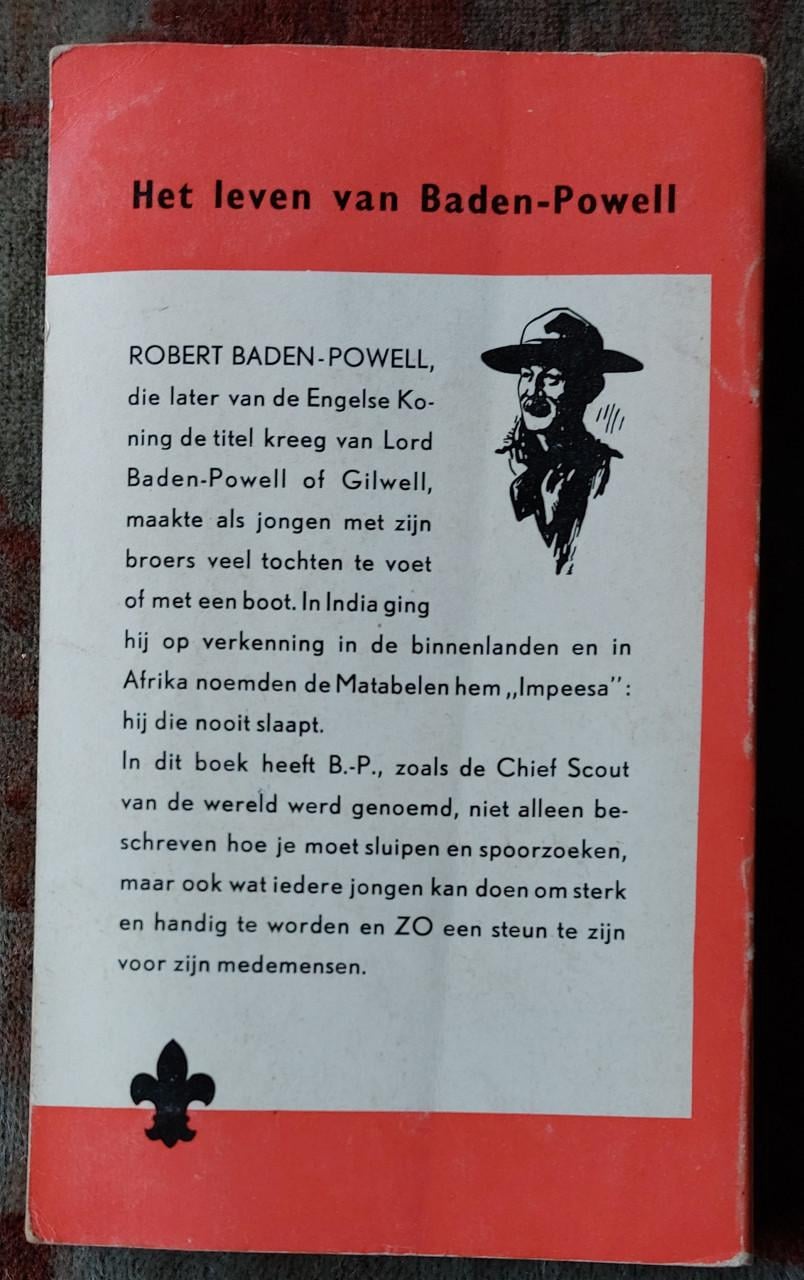 Het leven van Baden-Powell
ROBERT BADEN-POWELL,
die later van de Engelse Ko-
ning de titel kreeg van Lord
Baden-Powell of Gilwell,
maakte als jongen met zijn
broers veel tochten te voet
of met een boot. In India ging
hij op verkenning in de binnenlanden en in
Afrika noemden de Matabelen hem „Impeesa”:
hij die nooit slaapt.
In dit boek heeft B.-P., zoals de Chief Scout
van de wereld werd genoemd, niet alleen be-
schreven hoe je moet sluipen en spoorzoeken,
maar ook wat iedere jongen kan doen om sterk
en handig te worden en ZO een steun te zijn
voor zijn medemensen.